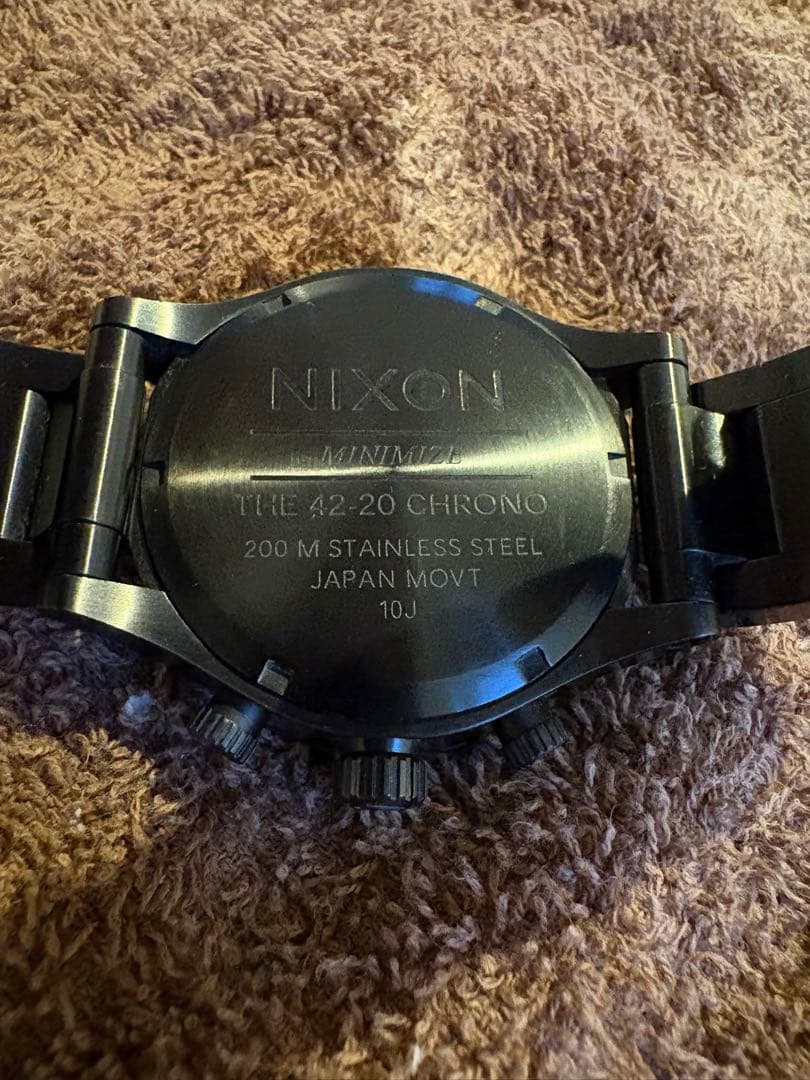 NIXON
MINIMIZE
THE 42-20 CHRONO
200 M STAINLESS STEEL
JAPAN MOVT
10J